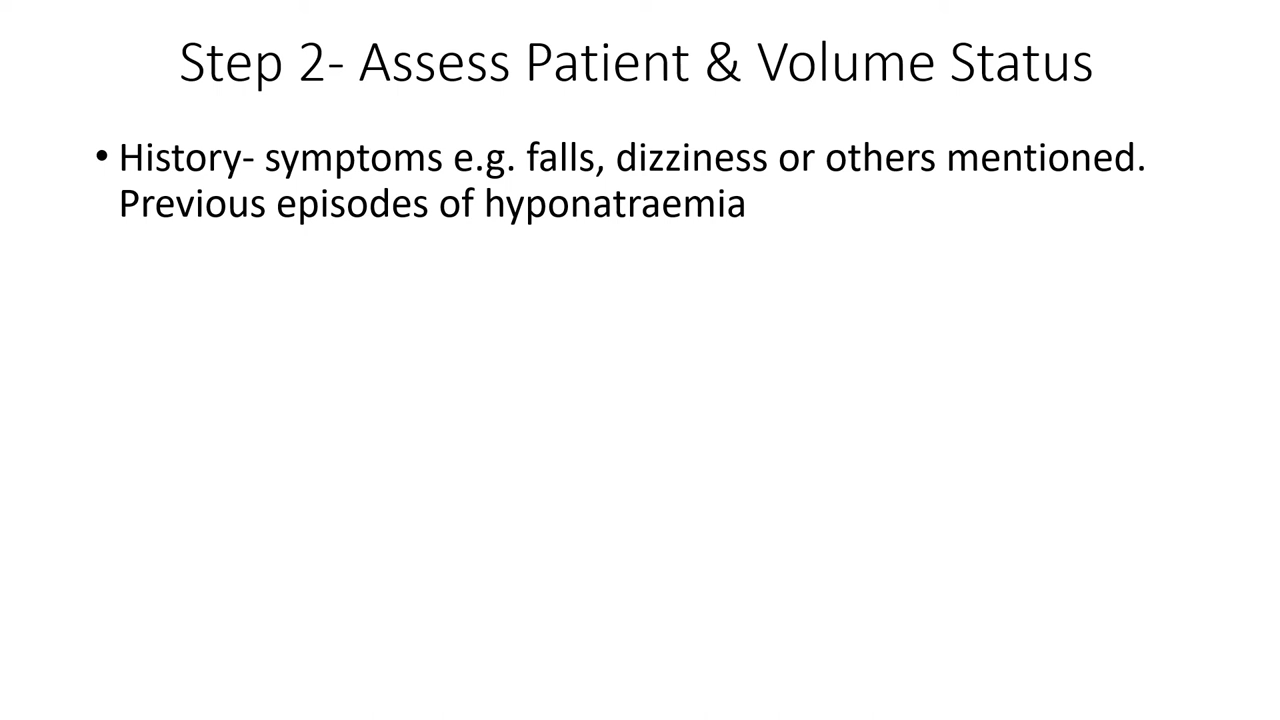 Step 2- Assess Patient & Volume Status
• History- symptoms e.g. falls, dizziness or others mentioned.
Previous episodes of hyponatraemia